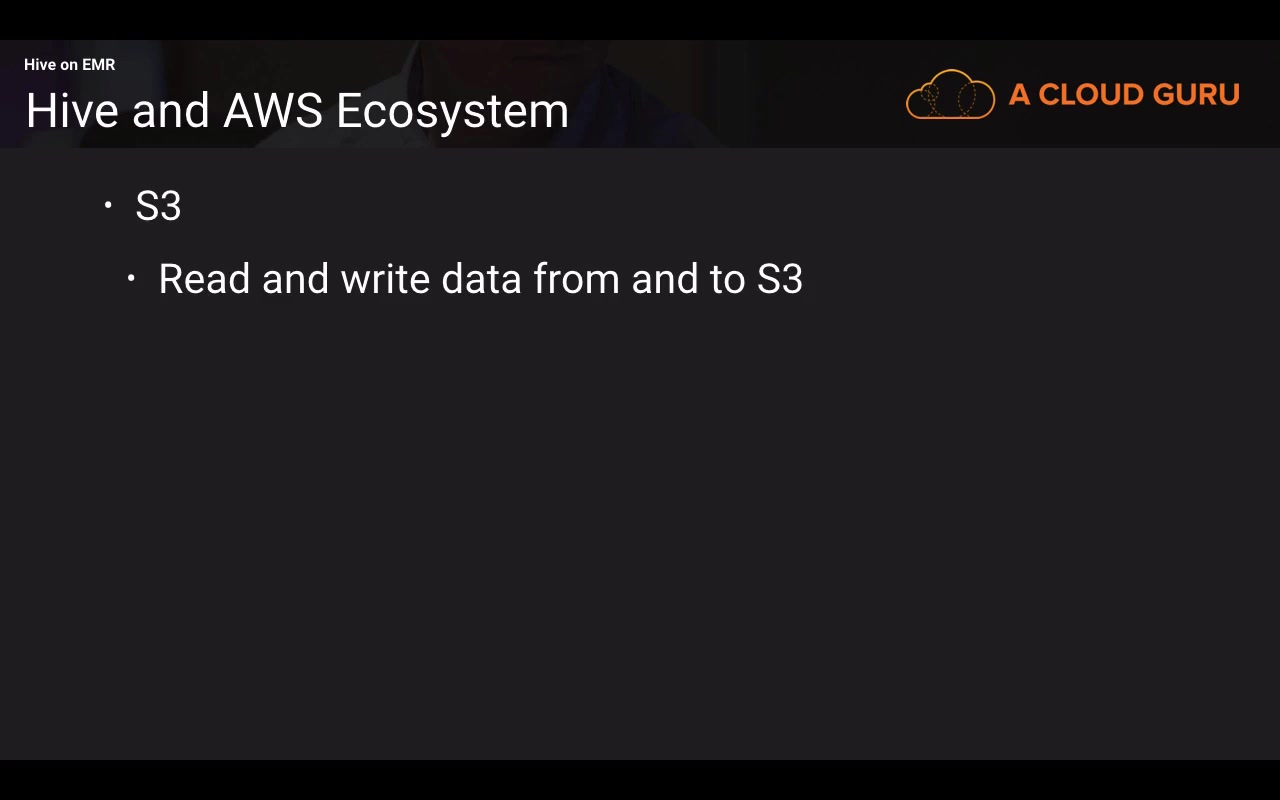 Hive on EMR
Hive and AWS Ecosystem
A CLOUD GURU
• S3
• Read and write data from and to S3